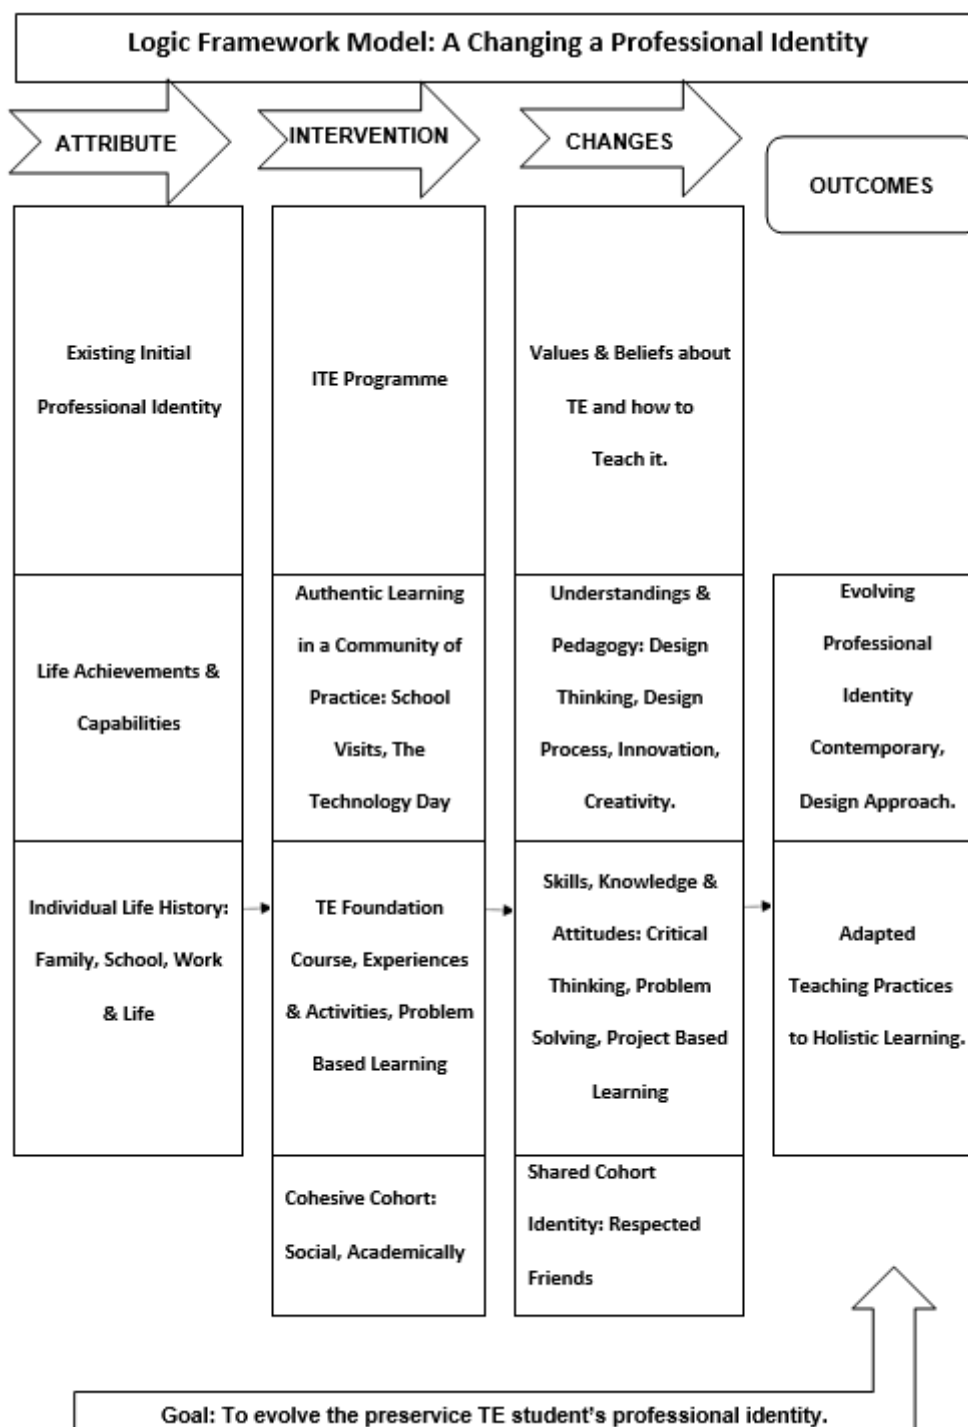 Logic Framework Model: A Changing a Professional Identity
ATTRIBUTE
INTERVENTION
CHANGES
OUTCOMES
Existing Initial
Professional Identity
Life Achievements &
Capabilities
Individual Life History:
Family, School, Work
& Life
ITE Programme
Authentic Learning
in a Community of
Practice: School
Visits, The
Technology Day
TE Foundation
Course, Experiences
& Activities, Problem
Based Learning
Cohesive Cohort:
Social, Academically
Values & Beliefs about
TE and how to
Teach it.
Understandings &
Pedagogy: Design
Thinking, Design
Process, Innovation,
Creativity.
Skills, Knowledge &
Attitudes: Critical
Thinking, Problem
Solving, Project Based
Learning
Shared Cohort
Identity: Respected
Friends
Evolving
Professional
Identity
Contemporary,
Design Approach.
Adapted
Teaching Practices
to Holistic Learning.
Goal: To evolve the preservice TE student's professional identity.